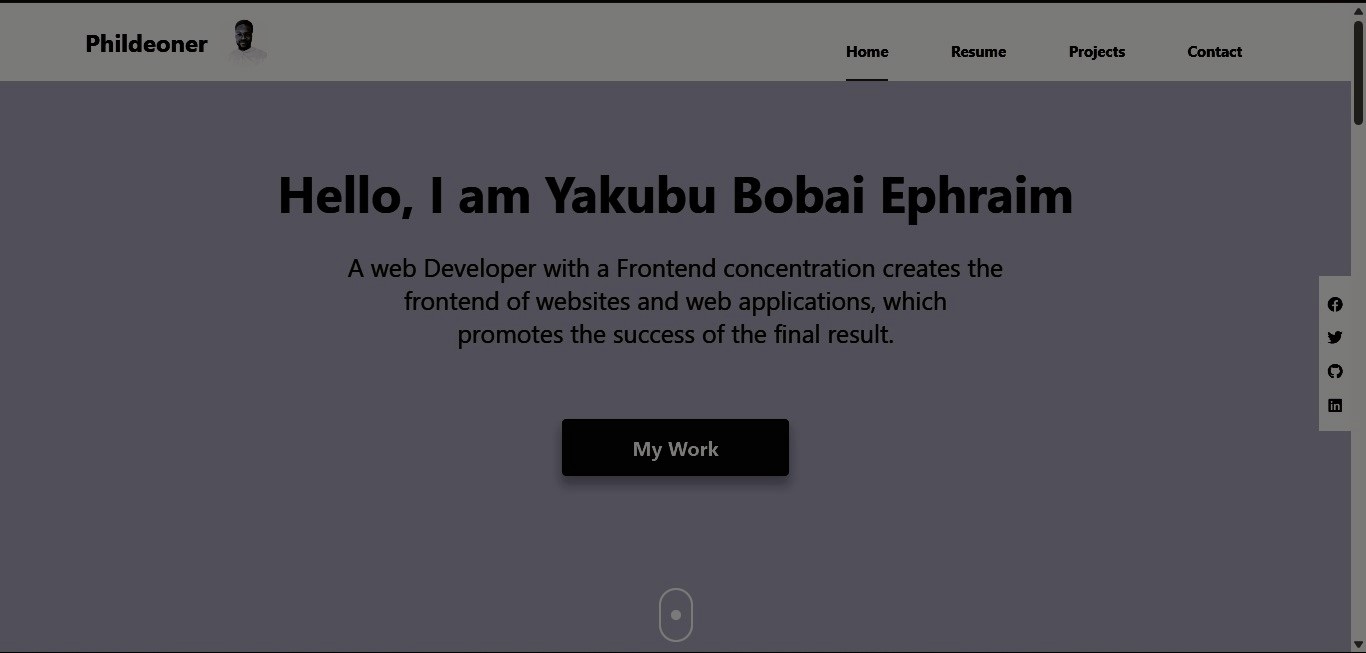 Phildeoner
Home
Resume
Projects
Contact
Hello, I am Yakubu Bobai Ephraim
A web Developer with a Frontend concentration creates the
frontend of websites and web applications, which
promotes the success of the final result.
My Work